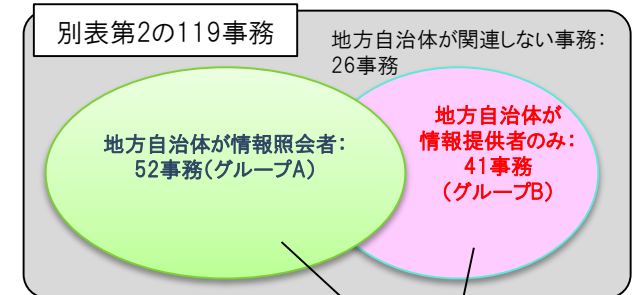 別表第2の119事務
地方自治体が関連しない事務：
26事務
地方自治体が情報照会者：
52事務(グループA)
地方自治体が
情報提供者のみ：
41事務
(グループB)